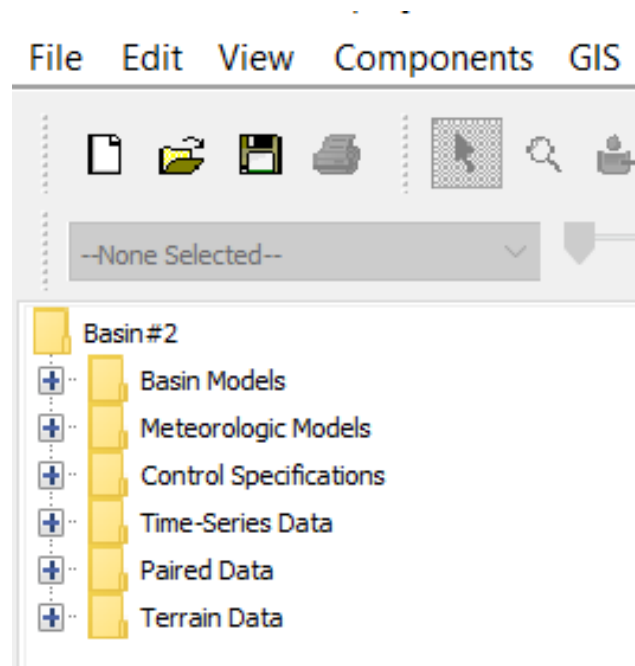 File Edit View Components GIS
--None Selected--
Basin#2
Basin Models
Meteorologic Models
Control Specifications
Time-Series Data
Paired Data
Terrain Data